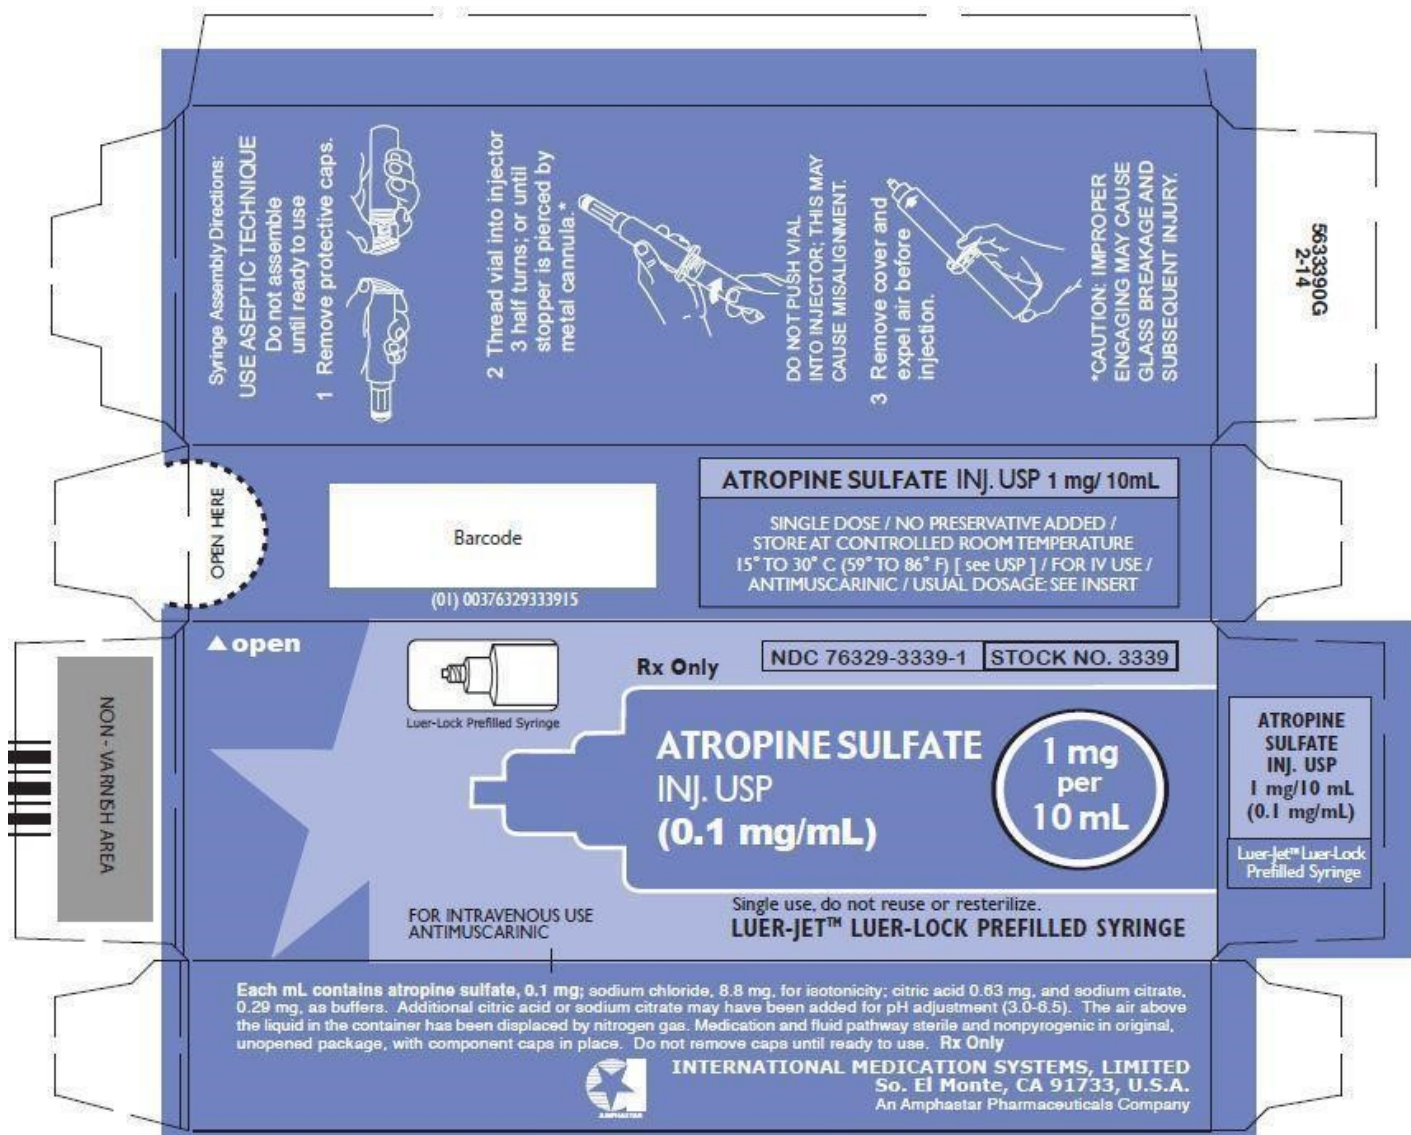 Syringe Assembly Directions:
USE ASEPTIC TECHNIQUE
Do not assemble
until ready to use
1 Remove protective caps.
2 Thread vial into injector
3 half turns; or until
stopper is pierced by
metal cannula.*
DO NOT PUSH VIAL
INTO INJECTOR; THIS MAY
CAUSE MISALIGNMENT.
3 Remove cover and
expel air before
injection.
*CAUTION: IMPROPER
ENGAGING MAY CAUSE
GLASS BREAKAGE AND
SUBSEQUENT INJURY.
5633390G
2-14
OPEN HERE
Barcode
(01) 00376329333915
ATROPINE SULFATE INJ. USP 1 mg/ 10mL
SINGLE DOSE / NO PRESERVATIVE ADDED /
STORE AT CONTROLLED ROOM TEMPERATURE
15° TO 30° C (59° TO 86° F) [ see USP ] / FOR IV USE /
ANTIMUSCARINIC / USUAL DOSAGE: SEE INSERT
open
Luer-Lock Prefilled Syringe
Rx Only
NDC 76329-3339-1 STOCK NO. 3339
ATROPINE SULFATE
INJ. USP
(0.1 mg/mL)
1 mg
per
10 mL
Single use, do not reuse or resterilize.
LUER-JET™ LUER-LOCK PREFILLED SYRINGE
FOR INTRAVENOUS USE
ANTIMUSCARINIC
NON-VARNISH AREA
ATROPINE
SULFATE
INJ. USP
1 mg/10 mL
(0.1 mg/mL)
Luer-Jet™ Luer-Lock
Prefilled Syringe
Each mL contains atropine sulfate, 0.1 mg; sodium chloride, 8.8 mg, for isotonicity; citric acid 0.63 mg, and sodium citrate,
0.29 mg, as buffers. Additional citric acid or sodium citrate may have been added for pH adjustment (3.0-6.5). The air above
the liquid in the container has been displaced by nitrogen gas. Medication and fluid pathway sterile and nonpyrogenic in original,
unopened package, with component caps in place. Do not remove caps until ready to use. Rx Only
AMPHASTAR
INTERNATIONAL MEDICATION SYSTEMS, LIMITED
So. El Monte, CA 91733, U.S.A.
An Amphastar Pharmaceuticals Company